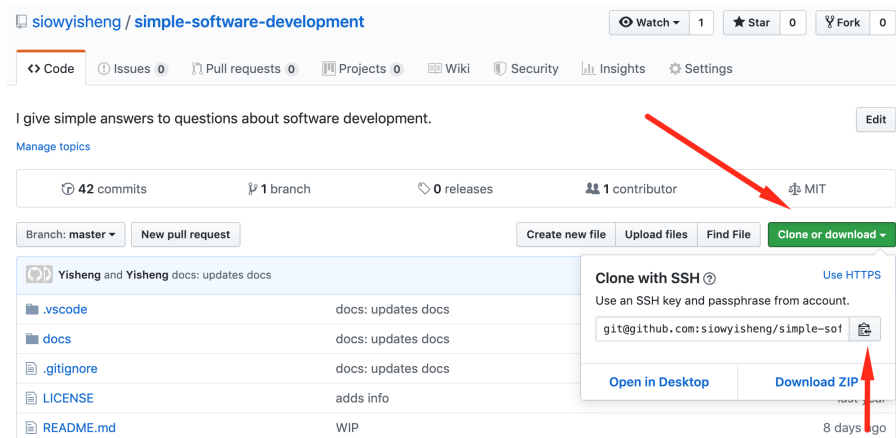 siowyisheng / simple-software-development
Watch 1 Star 0 Fork 0
Code Issues 0 Pull requests 0 Projects 0 Wiki Security Insights Settings
I give simple answers to questions about software development.
Edit
Manage topics
42 commits 1 branch 0 releases 1 contributor MIT
Branch: master New pull request Create new file Upload files Find File Clone or download
Yisheng and Yisheng docs: updates docs
.vscode docs: updates docs
docs docs: updates docs
.gitignore docs: updates docs
LICENSE adds info last year
README.md WIP 8 days ago
Clone with SSH Use HTTPS
Use an SSH key and passphrase from account.
git@github.com:siowyisheng/simple-sof
Open in Desktop Download ZIP